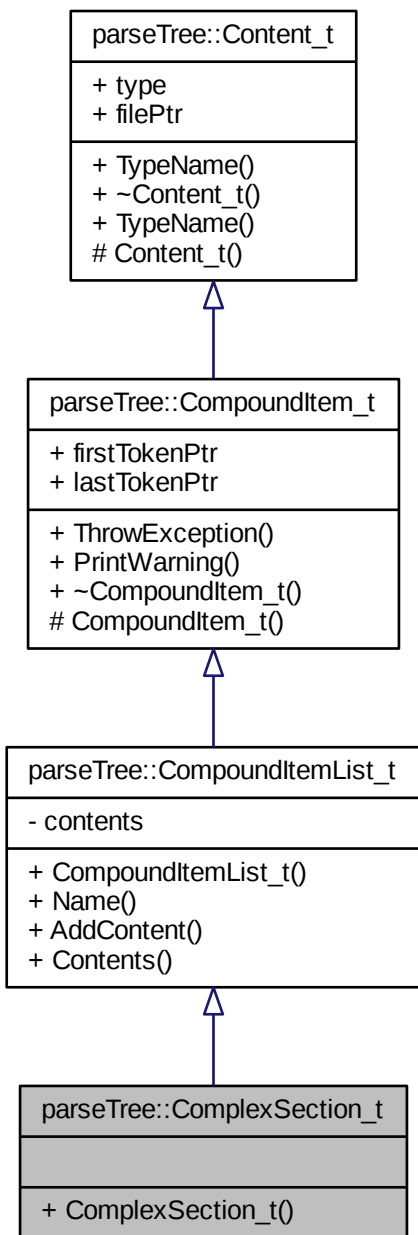 parseTree::Content_t
+ type
+ filePtr
+ TypeName()
+ ~Content_t()
+ TypeName()
# Content_t()
parseTree::CompoundItem_t
+ firstTokenPtr
+ lastTokenPtr
+ ThrowException()
+ PrintWarning()
+ ~CompoundItem_t()
# CompoundItem_t()
parseTree::CompoundItemList_t
- contents
+ CompoundItemList_t()
+ Name()
+ AddContent()
+ Contents()
parseTree::ComplexSection_t
+ ComplexSection_t()